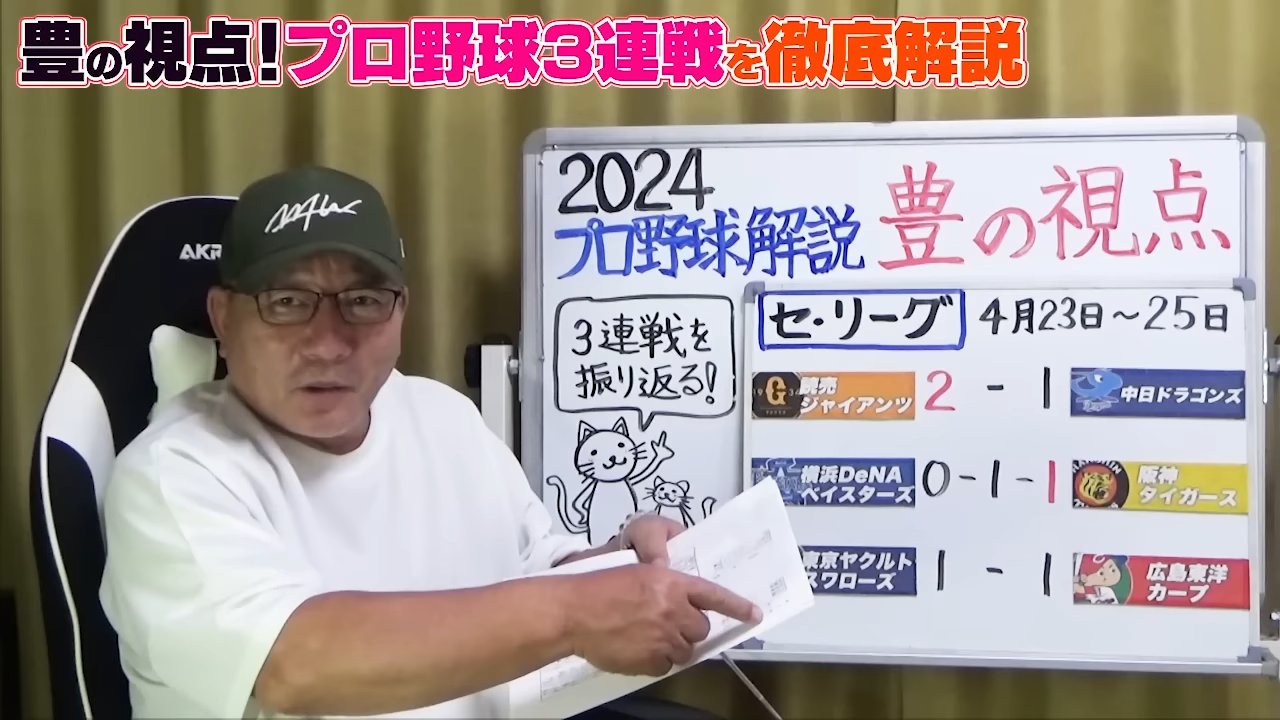 豊の視点!プロ野球3連戦を徹底解説
2024
プロ野球解説
豊の視点
3連戦を
振り返る!
セ・リーグ 4月23日～25日
読売
ジャイアンツ
2 - 1
中日ドラゴンズ
横浜DeNA
ベイスターズ
0-1-1
阪神
タイガース
東京ヤクルト
スワローズ
1 - 1
広島東洋
カープ